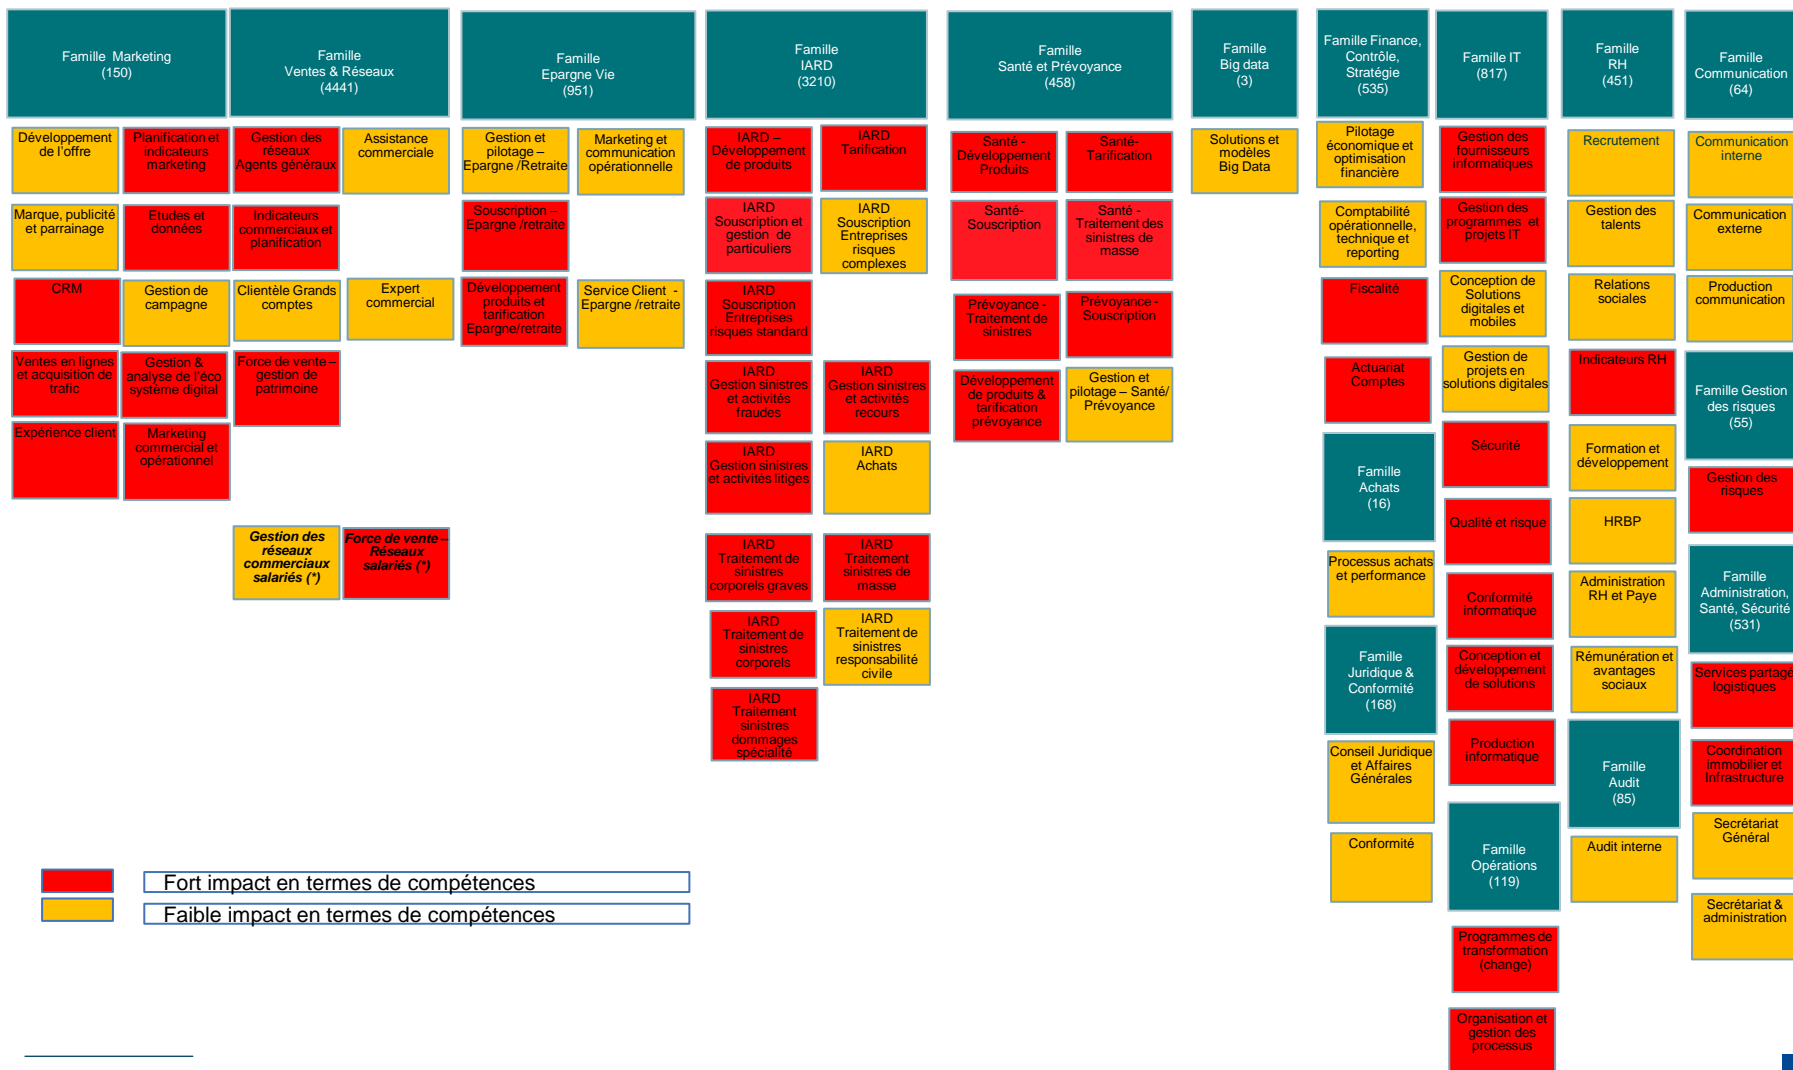 Famille Marketing
(150)
Famille
Ventes & Réseaux
(4441)
Famille
Epargne Vie
(951)
Famille
IARD
(3210)
Famille
Santé et Prévoyance
(458)
Famille
Big data
(3)
Famille Finance,
Contrôle,
Stratégie
(535)
Famille IT
(817)
Famille
RH
(451)
Famille
Communication
(64)
Développement
de l'offre
Planification et
indicateurs
marketing
Marque, publicité
et parrainage
Etudes et
données
CRM
Gestion de
campagne
Ventes en lignes
et acquisition de
trafic
Gestion &
analyse de l'éco
système digital
Expérience client
Marketing
commercial et
opérationnel
Gestion des
réseaux
Agents généraux
Assistance
commerciale
Indicateurs
commerciaux et
planification
Clientèle Grands
comptes
Expert
commercial
Force de vente –
gestion de
patrimoine
Gestion des
réseaux
commerciaux
salariés (*)
Force de vente –
Réseaux
salariés (*)
Gestion et
pilotage –
Epargne /Retraite
Marketing et
communication
opérationnelle
Souscription –
Epargne /retraite
Développement
produits et
tarification
Epargne/retraite
Service Client -
Epargne /retraite
IARD –
Développement
de produits
IARD
Tarification
IARD
Souscription et
gestion de
particuliers
IARD
Souscription
Entreprises
risques
complexes
IARD
Souscription
Entreprises
risques standard
IARD
Gestion sinistres
et activités
fraudes
IARD
Gestion sinistres
et activités
recours
IARD
Gestion sinistres
et activités litiges
IARD
Achats
IARD
Traitement de
sinistres
corporels graves
IARD
Traitement
sinistres de
masse
IARD
Traitement de
sinistres
corporels
IARD
Traitement de
sinistres
responsabilité
civile
IARD
Traitement
sinistres
dommages
spécialité
Santé -
Développement
Produits
Santé-
Tarification
Santé-
Souscription
Santé -
Traitement des
sinistres de
masse
Prévoyance -
Traitement de
sinistres
Prévoyance -
Souscription
Développement
de produits &
tarification
prévoyance
Gestion et
pilotage – Santé/
Prévoyance
Solutions et
modèles
Big Data
Pilotage
économique et
optimisation
financière
Comptabilité
opérationnelle,
technique et
reporting
Fiscalité
Actuariat
Comptes
Famille
Achats
(16)
Processus achats
et performance
Famille
Juridique &
Conformité
(168)
Conseil Juridique
et Affaires
Générales
Conformité
Gestion des
fournisseurs
informatiques
Gestion des
programmes et
projets IT
Conception de
Solutions
digitales et
mobiles
Gestion de
projets en
solutions digitales
Sécurité
Qualité et risque
Conformité
informatique
Conception et
développement
de solutions
Production
informatique
Famille
Opérations
(119)
Programmes de
transformation
(change)
Organisation et
gestion des
processus
Recrutement
Gestion des
talents
Relations
sociales
Indicateurs RH
Formation et
développement
HRBP
Administration
RH et Paye
Rémunération et
avantages
sociaux
Famille
Audit
(85)
Audit interne
Communication
interne
Communication
externe
Production
communication
Famille Gestion
des risques
(55)
Gestion des
risques
Famille
Administration,
Santé, Sécurité
(531)
Services partagé
logistiques
Coordination
immobilier et
Infrastructure
Secrétariat
Général
Secrétariat &
administration
Fort impact en termes de compétences
Faible impact en termes de compétences